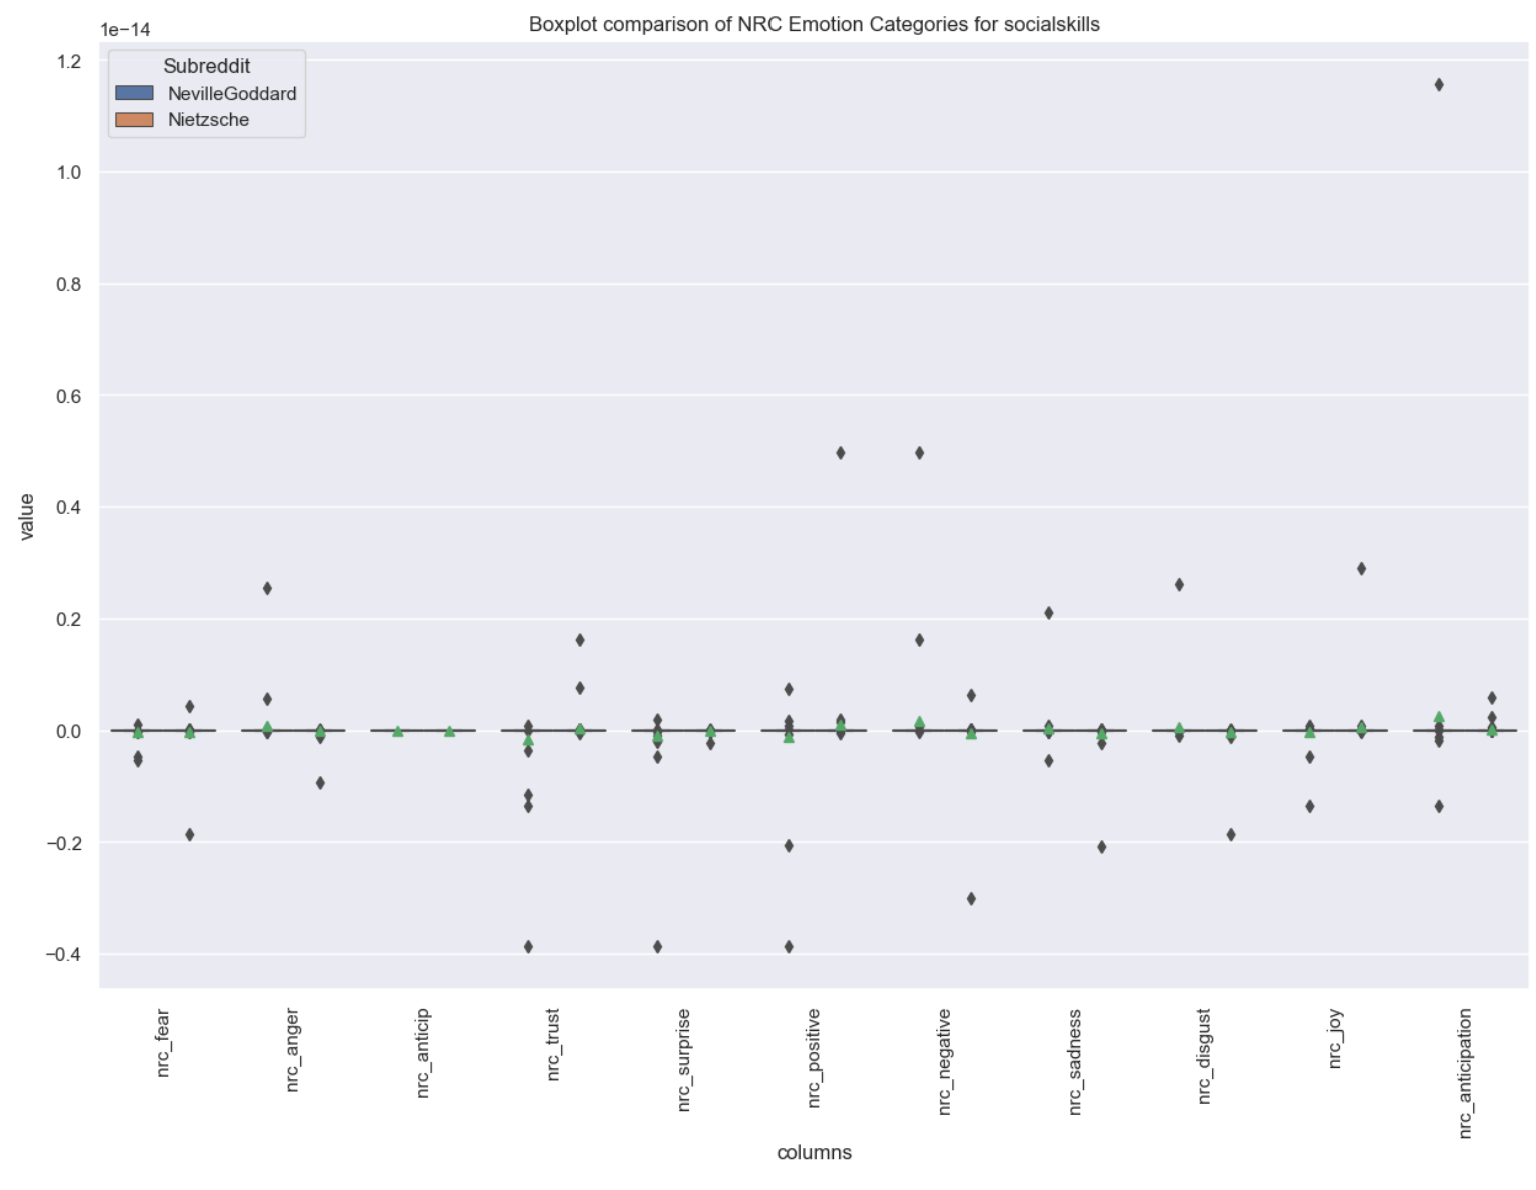 Boxplot comparison of NRC Emotion Categories for socialskills
1e−14
Subreddit
NevilleGoddard
Nietzsche
1.2
1.0
0.8
0.6
0.4
0.2
0.0
−0.2
−0.4
value
nrc_fear
nrc_anger
nrc_anticip
nrc_trust
nrc_surprise
nrc_positive
nrc_negative
nrc_sadness
nrc_disgust
nrc_joy
nrc_anticipation
columns